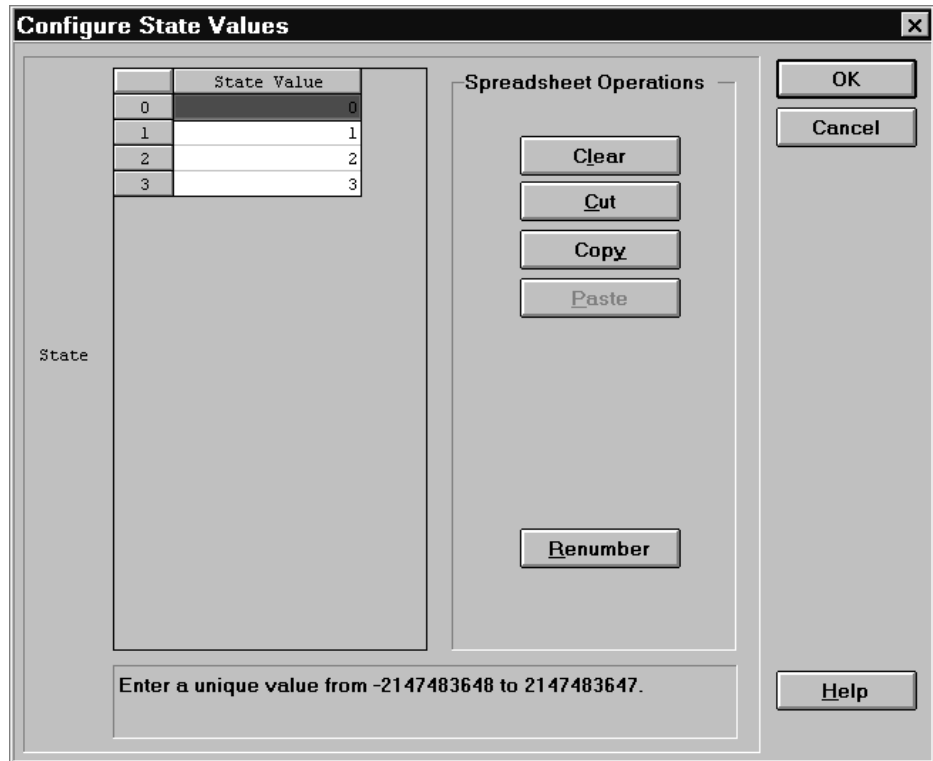 Configure State Values
State Value
0 0
1 1
2 2
3 3
State
Spreadsheet Operations
Clear
Cut
Copy
Paste
Renumber
OK
Cancel
Enter a unique value from -2147483648 to 2147483647.
Help